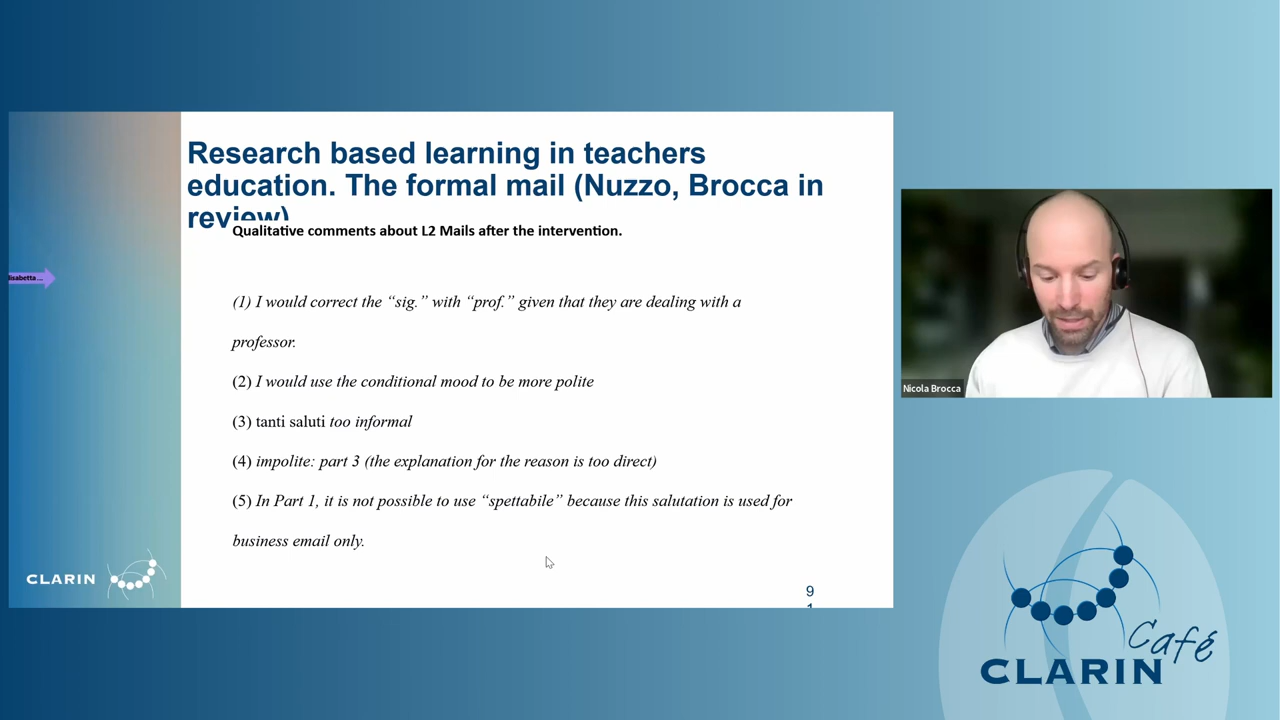 Research based learning in teachers
education. The formal mail (Nuzzo, Brocca in
review)
Qualitative comments about L2 Mails after the intervention.
isabetta ...
(1) I would correct the “sig.” with “prof.” given that they are dealing with a
professor.
(2) I would use the conditional mood to be more polite
(3) tanti saluti too informal
(4) impolite: part 3 (the explanation for the reason is too direct)
(5) In Part 1, it is not possible to use “spettabile” because this salutation is used for
business email only.
CLARIN
9
Nicola Brocca
Café
CLARIN